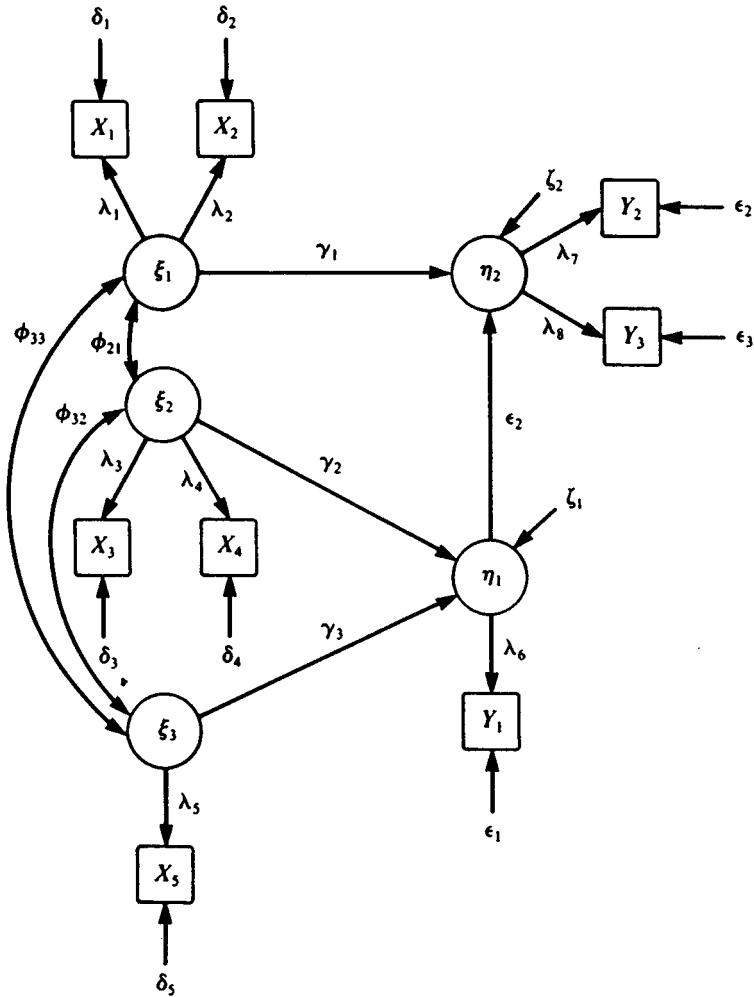 δ₁ δ₂
X₁ X₂
λ₁ λ₂
ζ₂
Y₂ ϵ₂
ξ₁ γ₁ η₂ λ₇
ϕ₃₃ ϕ₂₁ λ₈ Y₃ ϵ₃
ξ₂
ϕ₃₂ ϵ₂
λ₃ λ₄ γ₂
ζ₁
X₃ X₄
η₁
δ₃ δ₄ γ₃ λ₆
ξ₃ Y₁
λ₅
ϵ₁
X₅
δ₅